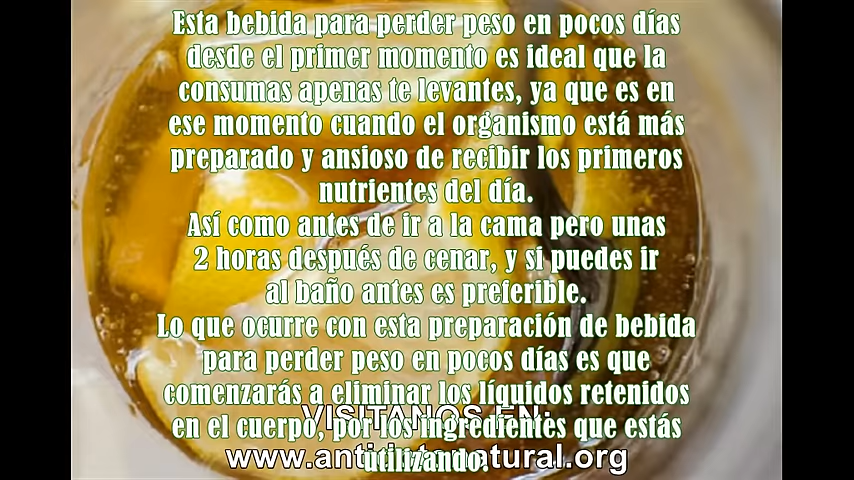 Esta bebida para perder peso en pocos días
desde el primer momento es ideal que la
consumas apenas te levantes, ya que es en
ese momento cuando el organismo está más
preparado y ansioso de recibir los primeros
nutrientes del día.
Así como antes de ir a la cama pero unas
2 horas después de cenar, y si puedes ir
al baño antes es preferible.
Lo que ocurre con esta preparación de bebida
para perder peso en pocos días es que
comenzarás a eliminar los líquidos retenidos
VISITANOS EN:
en el cuerpo, por los ingredientes que estás
utilizando.